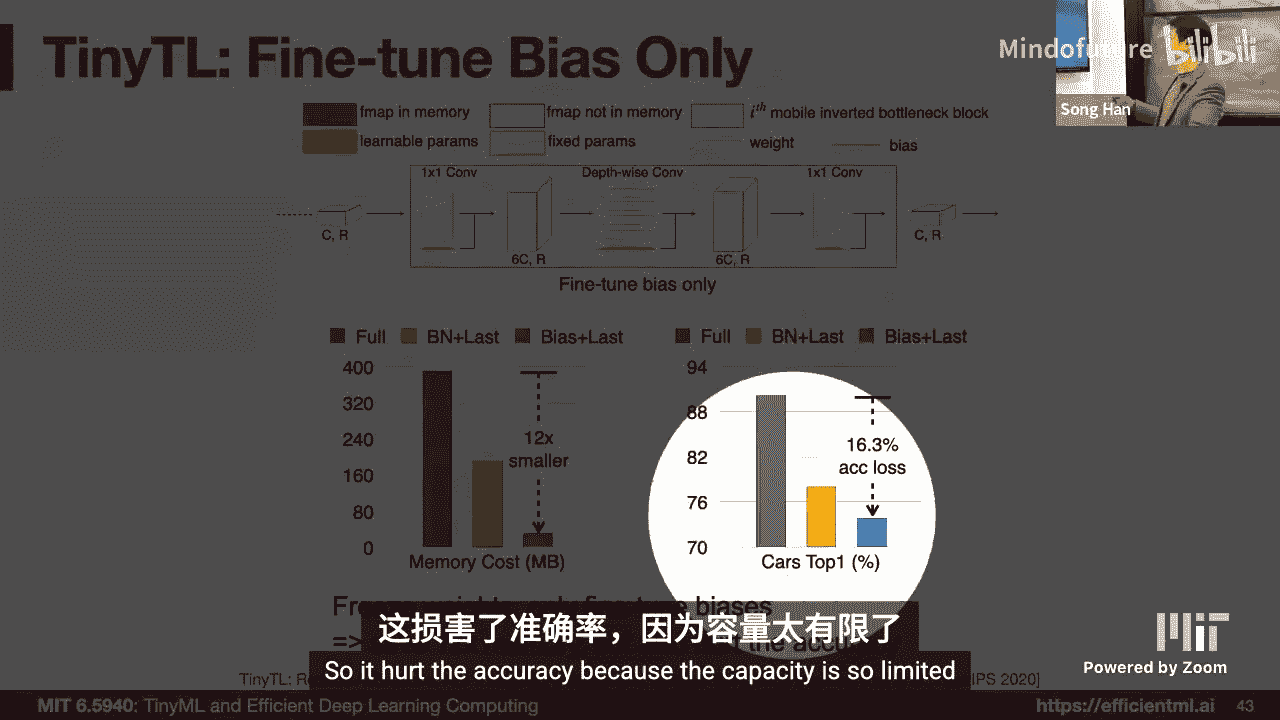 TinyTL: Fine-tune Bias Only
Mindofuture bilibili
Song Han
fmap in memory fmap not in memory iᵗʰ mobile inverted bottleneck block
learnable params fixed params weight bias
1x1 Conv Depth-wise Conv 1x1 Conv
C, R 6C, R 6C, R C, R
Fine-tune bias only
Full BN+Last Bias+Last
400
320
240
160
80
0
12x
smaller
Memory Cost (MB)
Full BN+Last Bias+Last
94
88
82
76
70
16.3%
acc loss
Cars Top1 (%)
biases
=>
这损害了准确率，因为容量太有限了
So it hurt the accuracy because the capacity is so limited
TinyTL:
2020]
MIT
Powered by Zoom
MIT 6.5940: TinyML and Efficient Deep Learning Computing
https://efficientml.ai 43